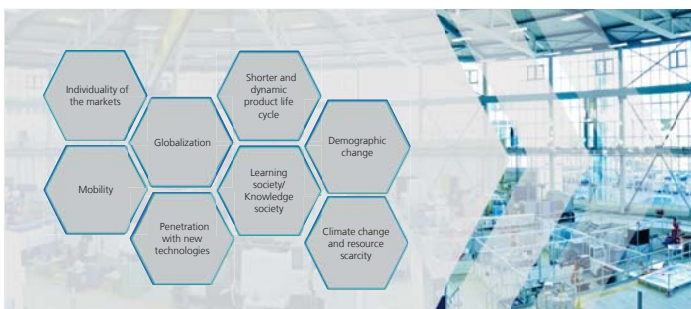 Individuality of
the markets
Mobility
Globalization
Penetration
with new
technologies
Shorter and
dynamic
product life
cycle
Learning
society/
Knowledge
society
Demographic
change
Climate change
and resource
scarcity